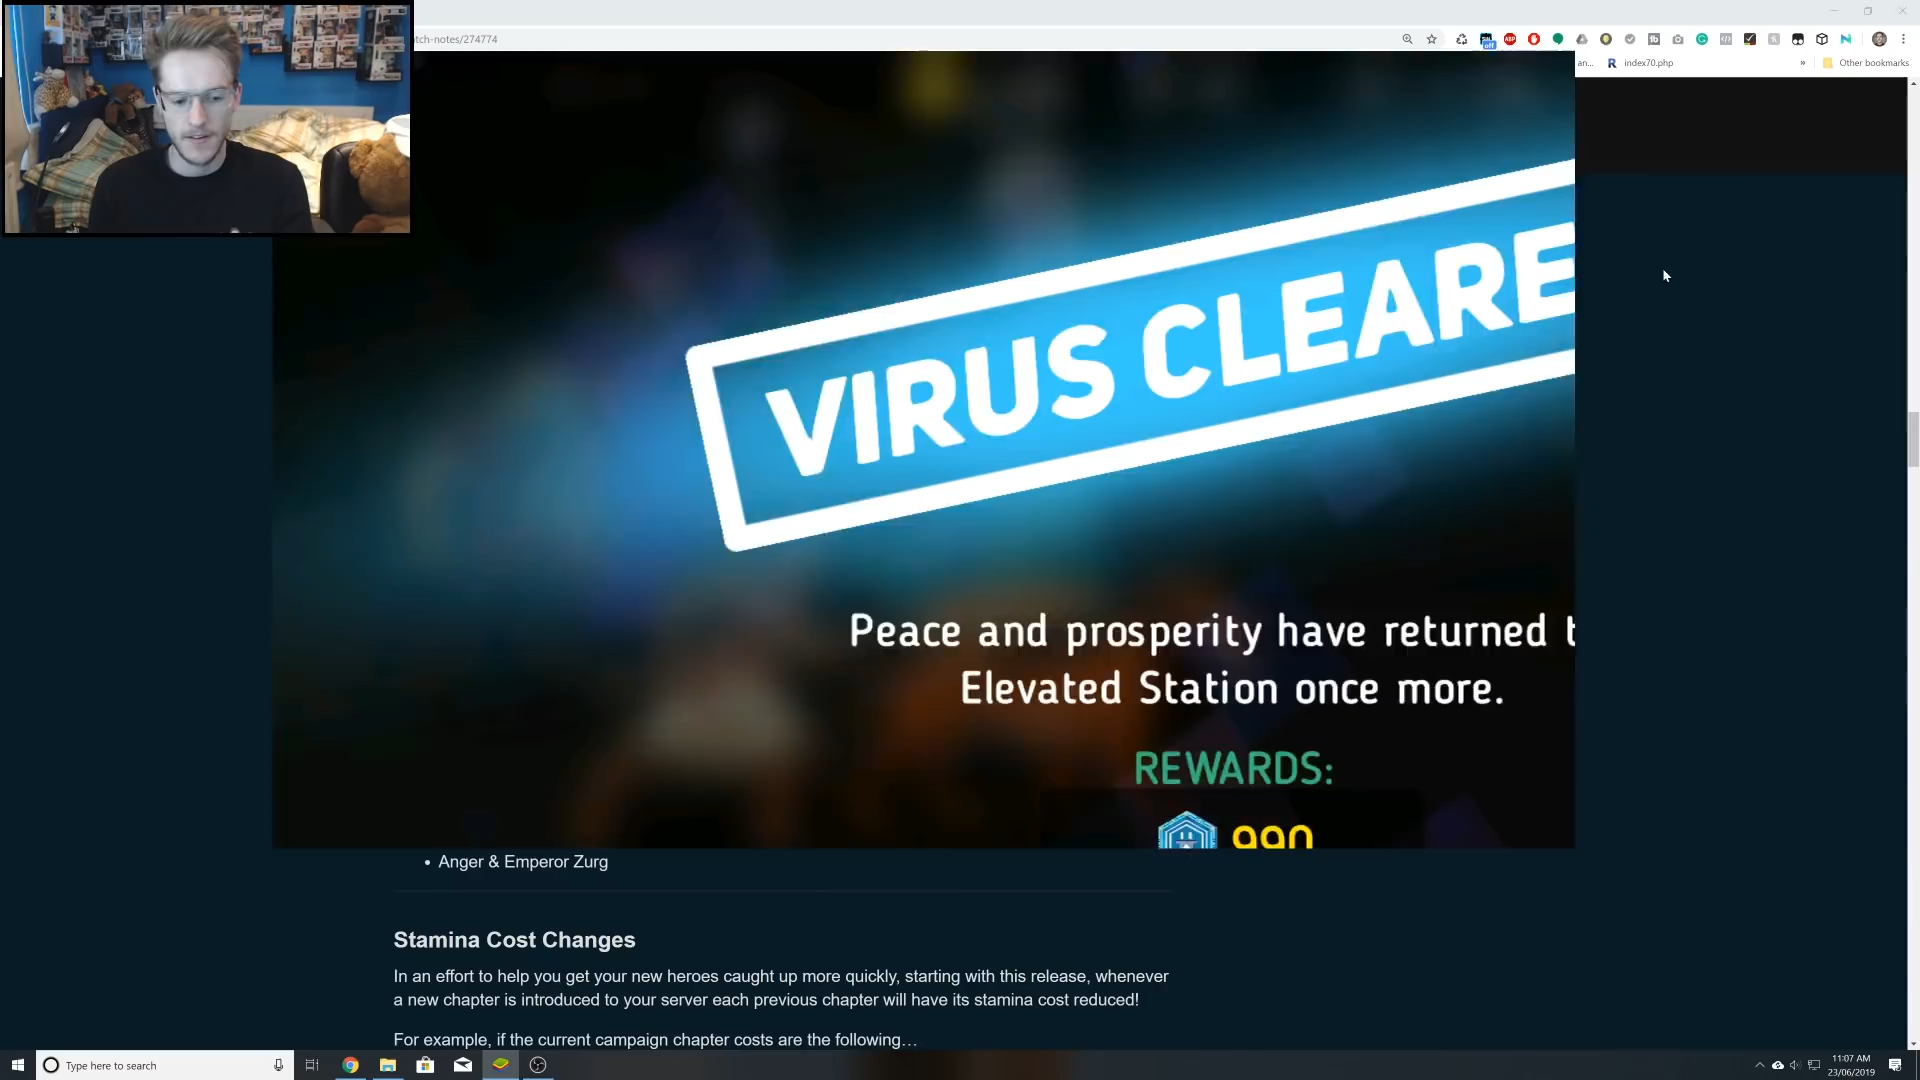 tch-notes/274774
off
ABP
an...
R index70.php
»
Other bookmarks
VIRUS CLEARE
Peace and prosperity have returned t
Elevated Station once more.
REWARDS:
• Anger & Emperor Zurg
Stamina Cost Changes
In an effort to help you get your new heroes caught up more quickly, starting with this release, whenever
a new chapter is introduced to your server each previous chapter will have its stamina cost reduced!
For example, if the current campaign chapter costs are the following…
Type here to search
11:07 AM
23/06/2019